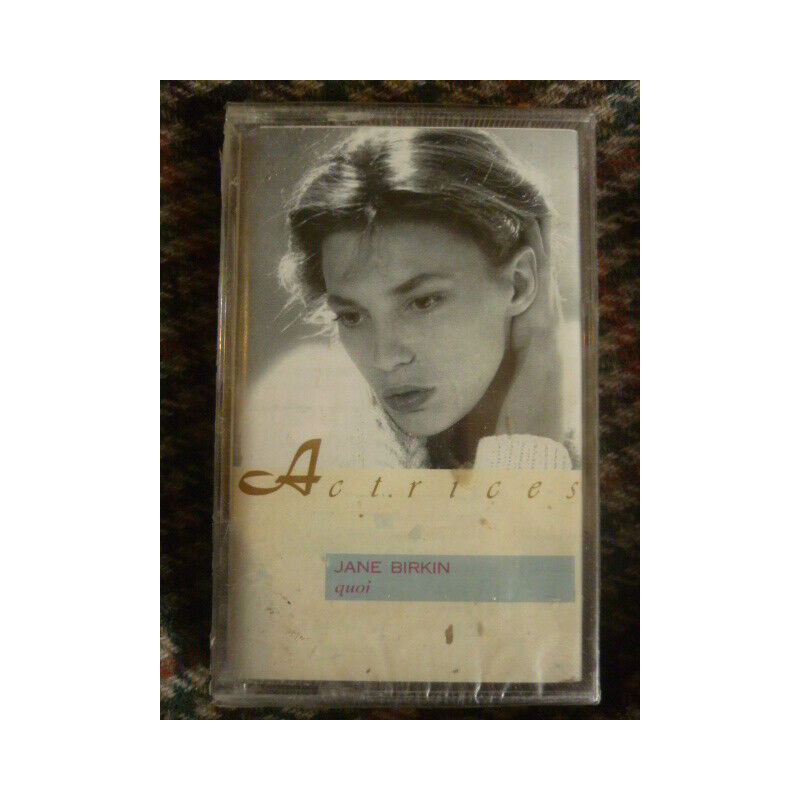 Actrices
JANE BIRKIN
quoi